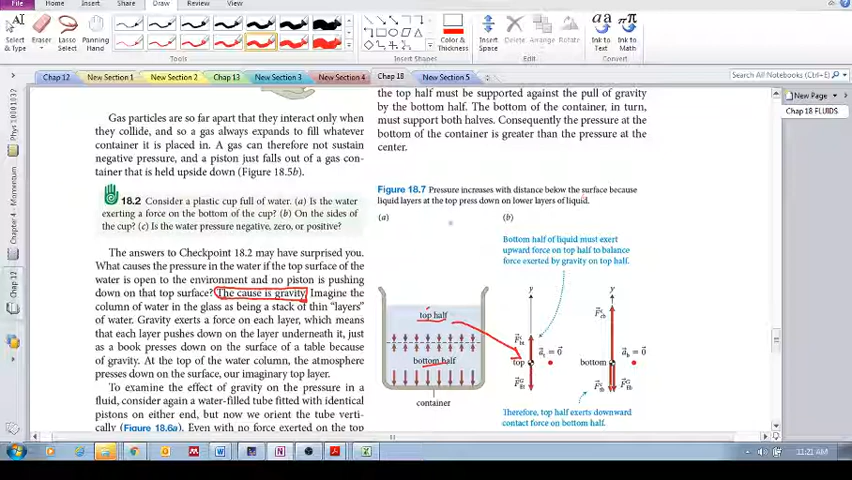 File
Home
Insert
Share
Draw
Review
View
Select
& Type
Eraser
Lasso
Select
Panning
Hand
Color &
Thickness
Insert
Space
Delete
Arrange
Rotate
Ink to
Text
Ink to
Math
Tools
Insert Shapes
Edit
Convert
Chap 12
New Section 1
New Section 2
Chap 13
New Section 3
New Section 4
Chap 18
New Section 5
Search All Notebooks (Ctrl+E)
New Page
Chap 18 FLUIDS
Chapter 4 - Momentum
Chap 12
Gas particles are so far apart that they interact only when
they collide, and so a gas always expands to fill whatever
container it is placed in. A gas can therefore not sustain
negative pressure, and a piston just falls out of a gas con-
tainer that is held upside down (Figure 18.5b).
18.2 Consider a plastic cup full of water. (a) Is the water
exerting a force on the bottom of the cup? (b) On the sides of
the cup? (c) Is the water pressure negative, zero, or positive?
The answers to Checkpoint 18.2 may have surprised you.
What causes the pressure in the water if the top surface of the
water is open to the environment and no piston is pushing
down on that top surface? The cause is gravity. Imagine the
column of water in the glass as being a stack of thin “layers”
of water. Gravity exerts a force on each layer, which means
that each layer pushes down on the layer underneath it, just
as a book presses down on the surface of a table because
of gravity. At the top of the water column, the atmosphere
presses down on the surface, our imaginary top layer.
To examine the effect of gravity on the pressure in a
fluid, consider again a water-filled tube fitted with identical
pistons on either end, but now we orient the tube verti-
cally (Figure 18.6a). Even with no force exerted on the top
the top half must be supported against the pull of gravity
by the bottom half. The bottom of the container, in turn,
must support both halves. Consequently the pressure at the
bottom of the container is greater than the pressure at the
center.
Figure 18.7 Pressure increases with distance below the surface because
liquid layers at the top press down on lower layers of liquid.
(a)
(b)
Bottom half of liquid must exert
upward force on top half to balance
force exerted by gravity on top half.
top half
bottom half
container
y
y
top
bottom
Therefore, top half exerts downward
contact force on bottom half.
11:21 AM